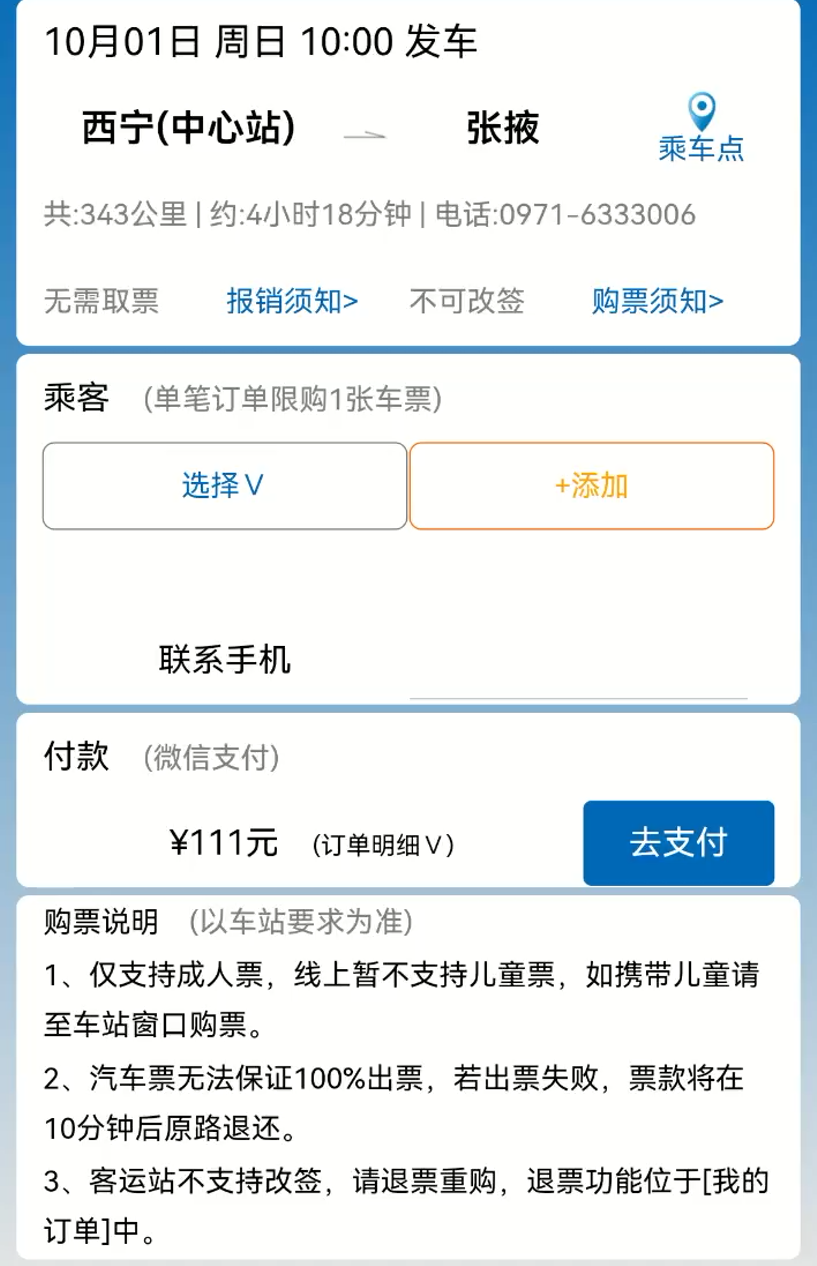 10月01日 周日 10:00 发车
西宁(中心站) 张掖
乘车点
共:343公里 | 约:4小时18分钟 | 电话:0971-6333006
无需取票 报销须知> 不可改签 购票须知>
乘客 (单笔订单限购1张车票)
选择∨ +添加
联系手机
付款 (微信支付)
¥111元 (订单明细∨) 去支付
购票说明 (以车站要求为准)
1、仅支持成人票，线上暂不支持儿童票，如携带儿童请
至车站窗口购票。
2、汽车票无法保证100%出票，若出票失败，票款将在
10分钟后原路退还。
3、客运站不支持改签，请退票重购，退票功能位于[我的
订单]中。